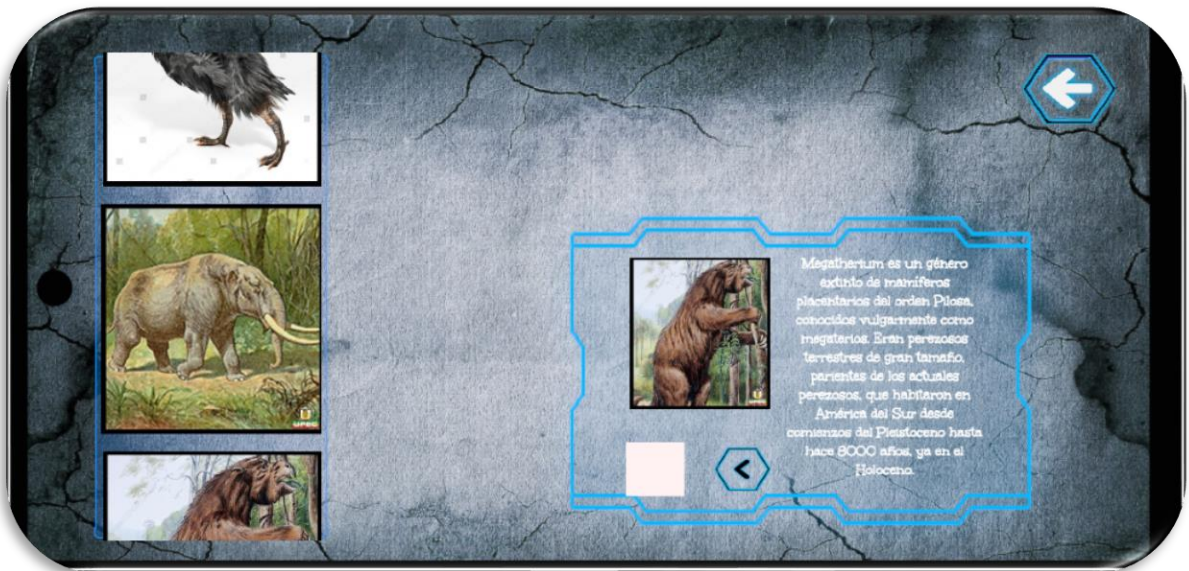 UPEC
Megatherium es un género
extinto de mamíferos
placentarios del orden Pilosa,
conocidos vulgarmente como
megaterios. Eran perezosos
terrestres de gran tamaño,
parientes de los actuales
perezosos, que habitaron en
América del Sur desde
comienzos del Pleistoceno hasta
hace 8000 años, ya en el
Holoceno.